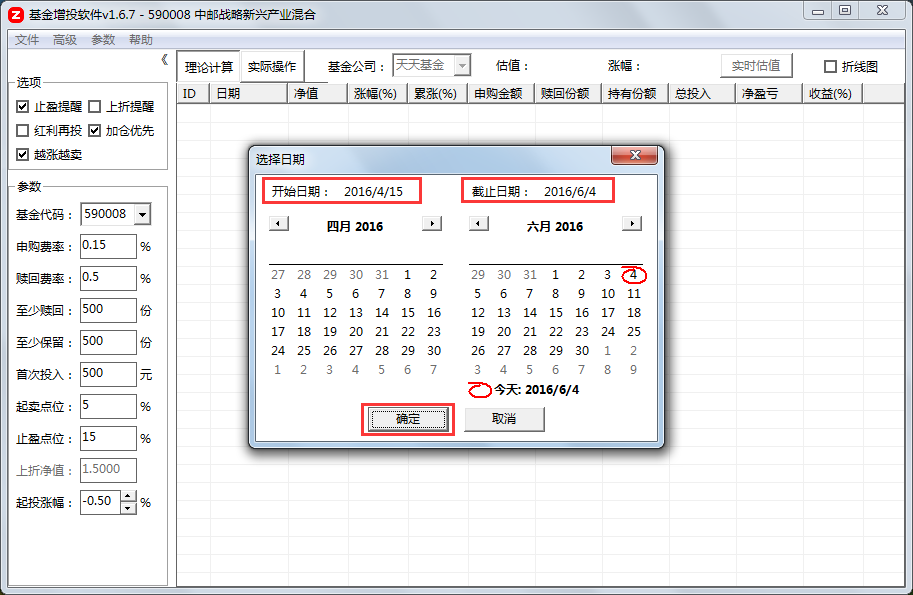 基金增投软件v1.6.7 - 590008 中邮战略新兴产业混合
文件 高级 参数 帮助
理论计算 实际操作 基金公司： 天天基金 估值： 涨幅： 实时估值 折线图
ID 日期 净值 涨幅(%) 累涨(%) 申购金额 赎回份额 持有份额 总投入 净盈亏 收益(%)
选项
止盈提醒 上折提醒
红利再投 加仓优先
越涨越卖
参数
基金代码： 590008
申购费率： 0.15 %
赎回费率： 0.5 %
至少赎回： 500 份
至少保留： 500 份
首次投入： 500 元
起卖点位： 5 %
止盈点位： 15 %
上折净值： 1.5000
起投涨幅： -0.50 %
选择日期
开始日期： 2016/4/15 截止日期： 2016/6/4
四月 2016 六月 2016
27 28 29 30 31 1 2 29 30 31 1 2 3 4
3 4 5 6 7 8 9 5 6 7 8 9 10 11
10 11 12 13 14 15 16 12 13 14 15 16 17 18
17 18 19 20 21 22 23 19 20 21 22 23 24 25
24 25 26 27 28 29 30 26 27 28 29 30 1 2
1 2 3 4 5 6 7 3 4 5 6 7 8 9
今天: 2016/6/4
确定 取消